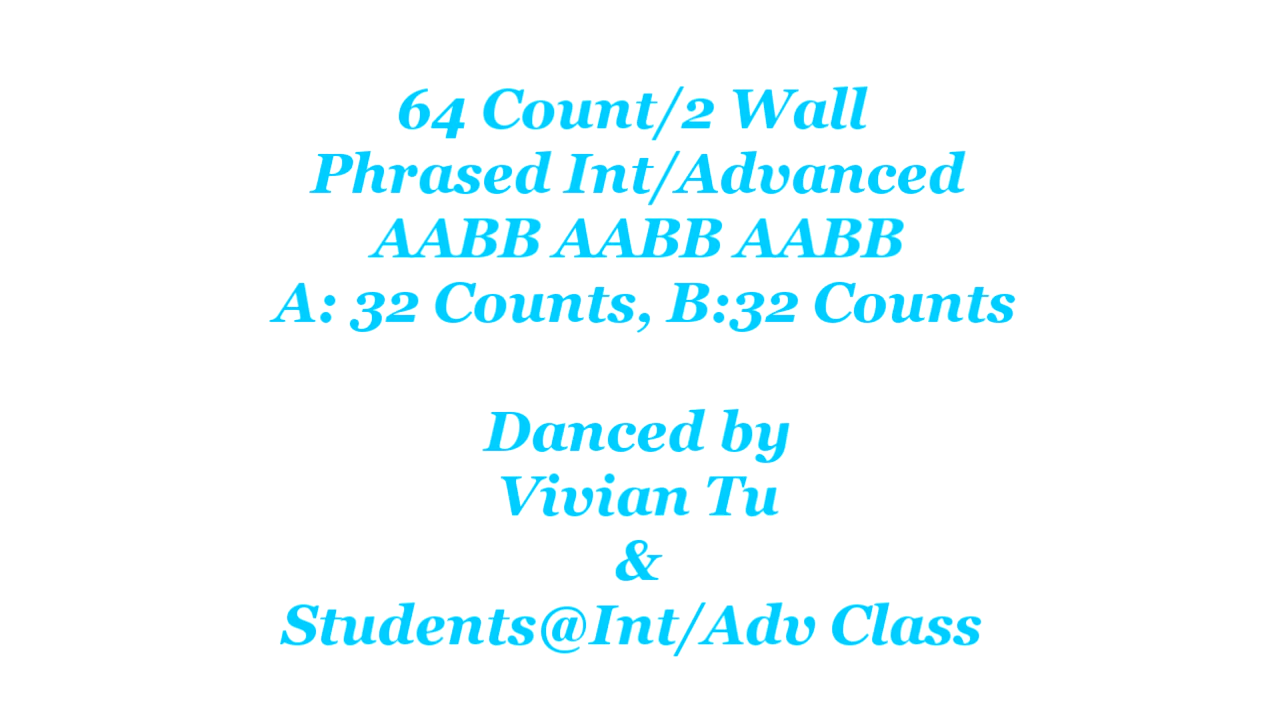 64 Count/2 Wall
Phrased Int/Advanced
AABB AABB AABB
A: 32 Counts, B:32 Counts
Danced by
Vivian Tu
&
Students@Int/Adv Class